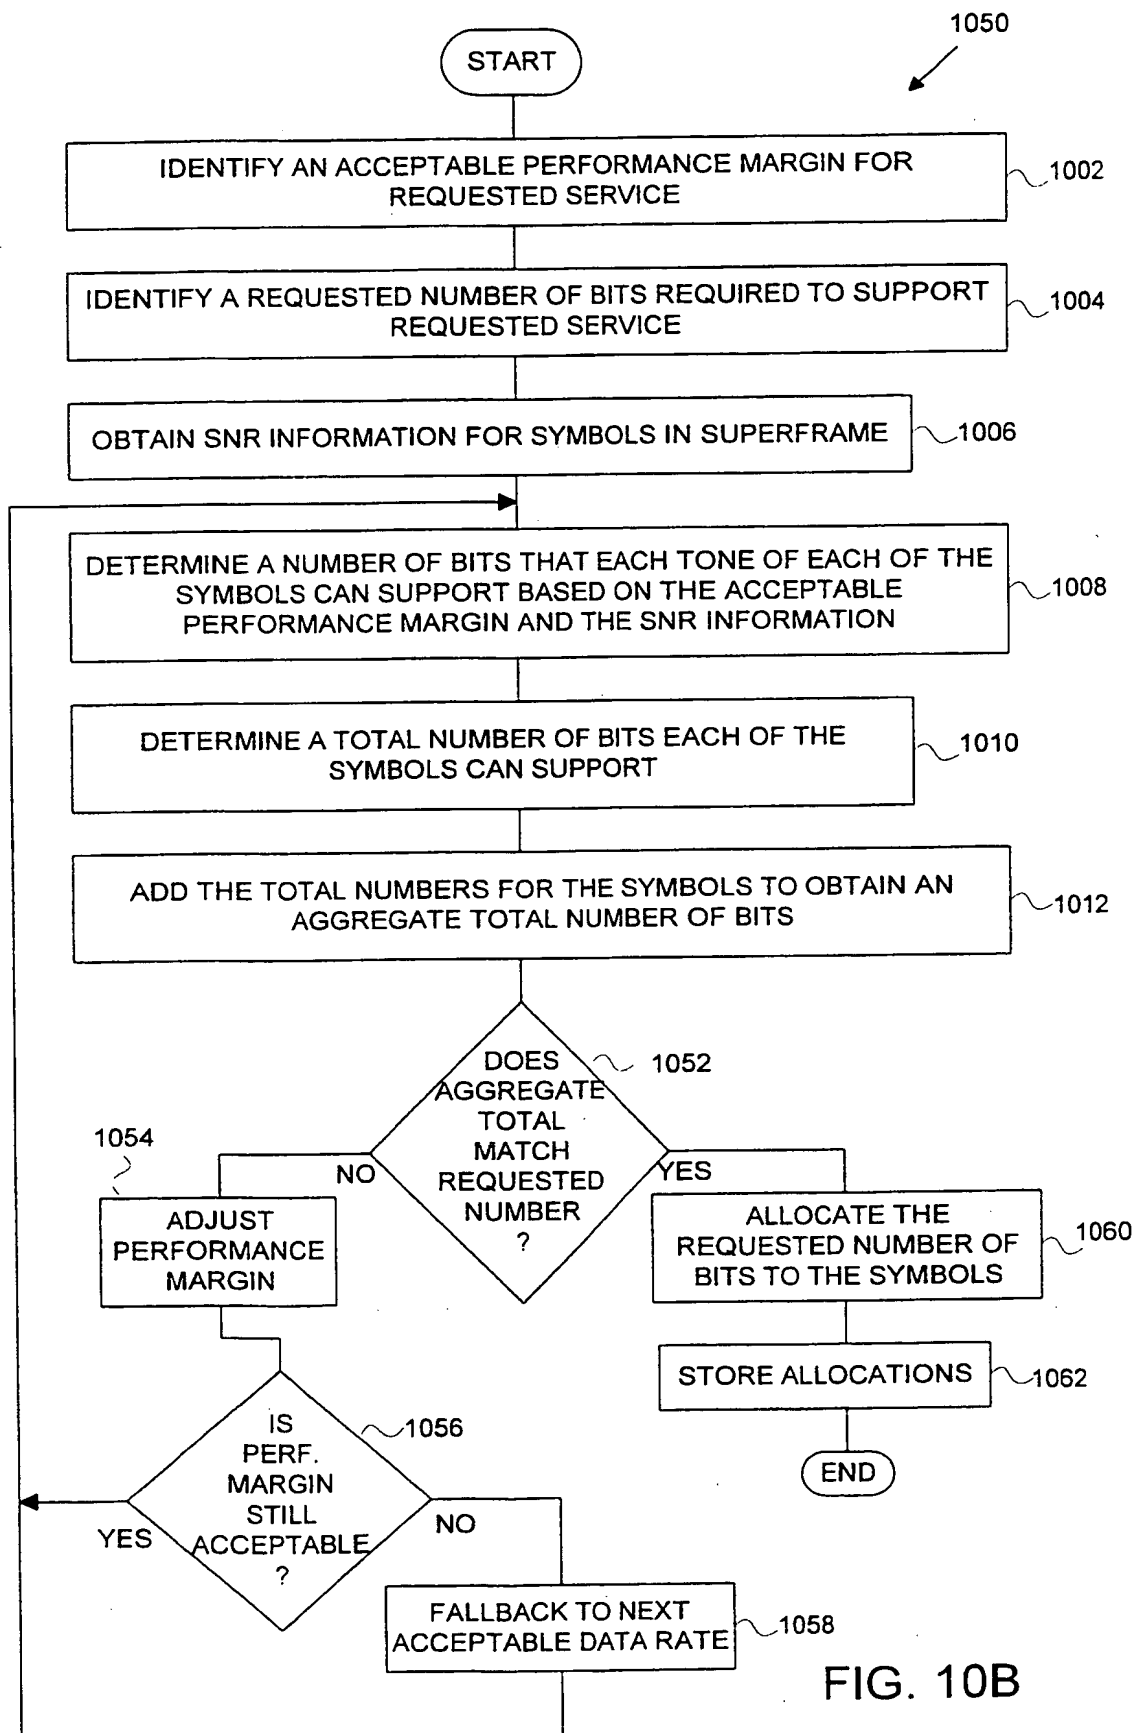 1050
START
IDENTIFY AN ACCEPTABLE PERFORMANCE MARGIN FOR
REQUESTED SERVICE
1002
IDENTIFY A REQUESTED NUMBER OF BITS REQUIRED TO SUPPORT
REQUESTED SERVICE
1004
OBTAIN SNR INFORMATION FOR SYMBOLS IN SUPERFRAME
1006
DETERMINE A NUMBER OF BITS THAT EACH TONE OF EACH OF THE
SYMBOLS CAN SUPPORT BASED ON THE ACCEPTABLE
PERFORMANCE MARGIN AND THE SNR INFORMATION
1008
DETERMINE A TOTAL NUMBER OF BITS EACH OF THE
SYMBOLS CAN SUPPORT
1010
ADD THE TOTAL NUMBERS FOR THE SYMBOLS TO OBTAIN AN
AGGREGATE TOTAL NUMBER OF BITS
1012
DOES
AGGREGATE
TOTAL
MATCH
REQUESTED
NUMBER
?
1052
NO
YES
1054
ADJUST
PERFORMANCE
MARGIN
ALLOCATE THE
REQUESTED NUMBER OF
BITS TO THE SYMBOLS
1060
STORE ALLOCATIONS
1062
END
IS
PERF.
MARGIN
STILL
ACCEPTABLE
?
1056
YES
NO
FALLBACK TO NEXT
ACCEPTABLE DATA RATE
1058
FIG. 10B